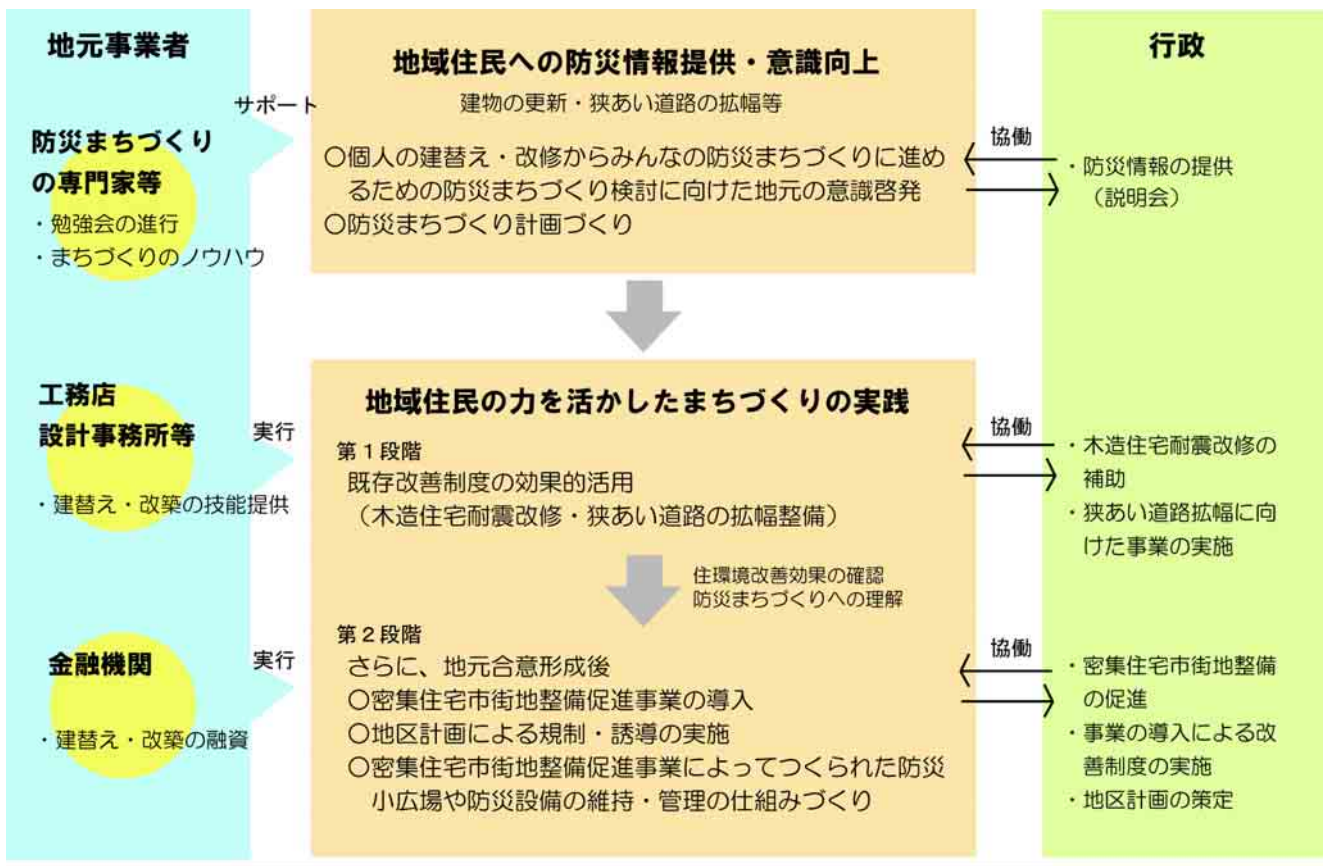 地元事業者
防災まちづくり
の専門家等
・勉強会の進行
・まちづくりのノウハウ
サポート
地域住民への防災情報提供・意識向上
建物の更新・狭あい道路の拡幅等
○個人の建替え・改修からみんなの防災まちづくりに進め
るための防災まちづくり検討に向けた地元の意識啓発
○防災まちづくり計画づくり
協働
行政
・防災情報の提供
（説明会）
工務店
設計事務所等
・建替え・改築の技能提供
実行
地域住民の力を活かしたまちづくりの実践
第１段階
既存改善制度の効果的活用
（木造住宅耐震改修・狭あい道路の拡幅整備）
協働
・木造住宅耐震改修の
補助
・狭あい道路拡幅に向
けた事業の実施
住環境改善効果の確認
防災まちづくりへの理解
金融機関
・建替え・改築の融資
実行
第２段階
さらに、地元合意形成後
○密集住宅市街地整備促進事業の導入
○地区計画による規制・誘導の実施
○密集住宅市街地整備促進事業によってつくられた防災
小広場や防災設備の維持・管理の仕組みづくり
協働
・密集住宅市街地整備
の促進
・事業の導入による改
善制度の実施
・地区計画の策定